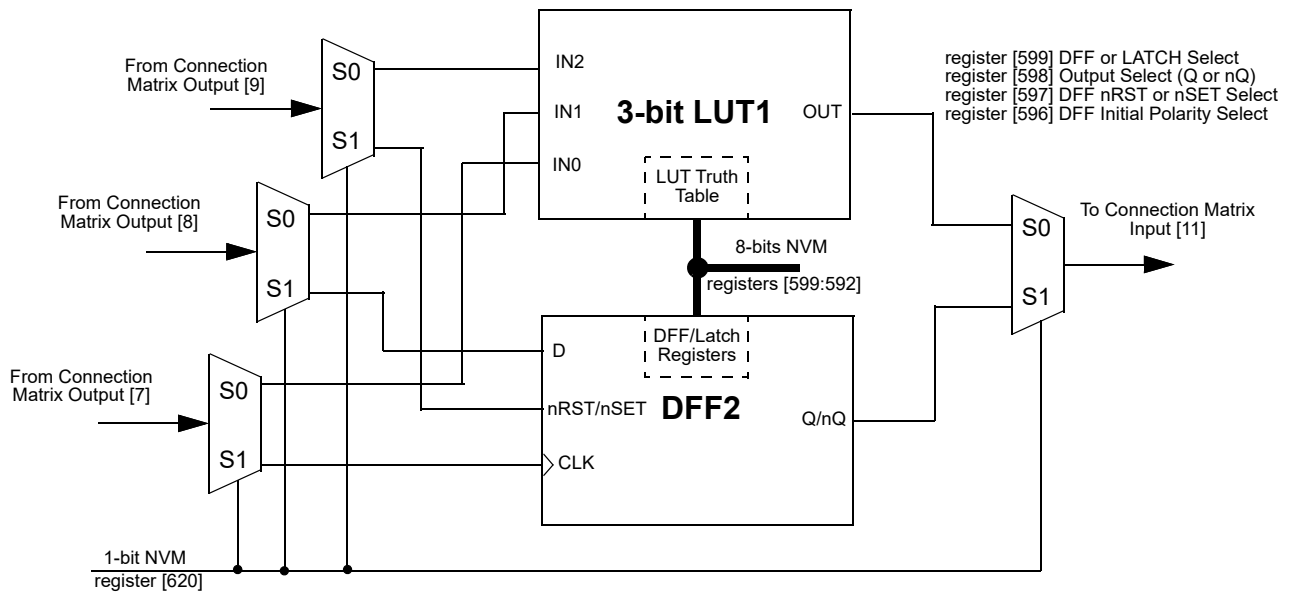 From Connection
Matrix Output [9]
S0
S1
From Connection
Matrix Output [8]
S0
S1
From Connection
Matrix Output [7]
S0
S1
1-bit NVM
register [620]
IN2
IN1
IN0
3-bit LUT1
OUT
LUT Truth
Table
8-bits NVM
registers [599:592]
DFF/Latch
Registers
D
nRST/nSET
DFF2
CLK
Q/nQ
register [599] DFF or LATCH Select
register [598] Output Select (Q or nQ)
register [597] DFF nRST or nSET Select
register [596] DFF Initial Polarity Select
S0
S1
To Connection Matrix
Input [11]